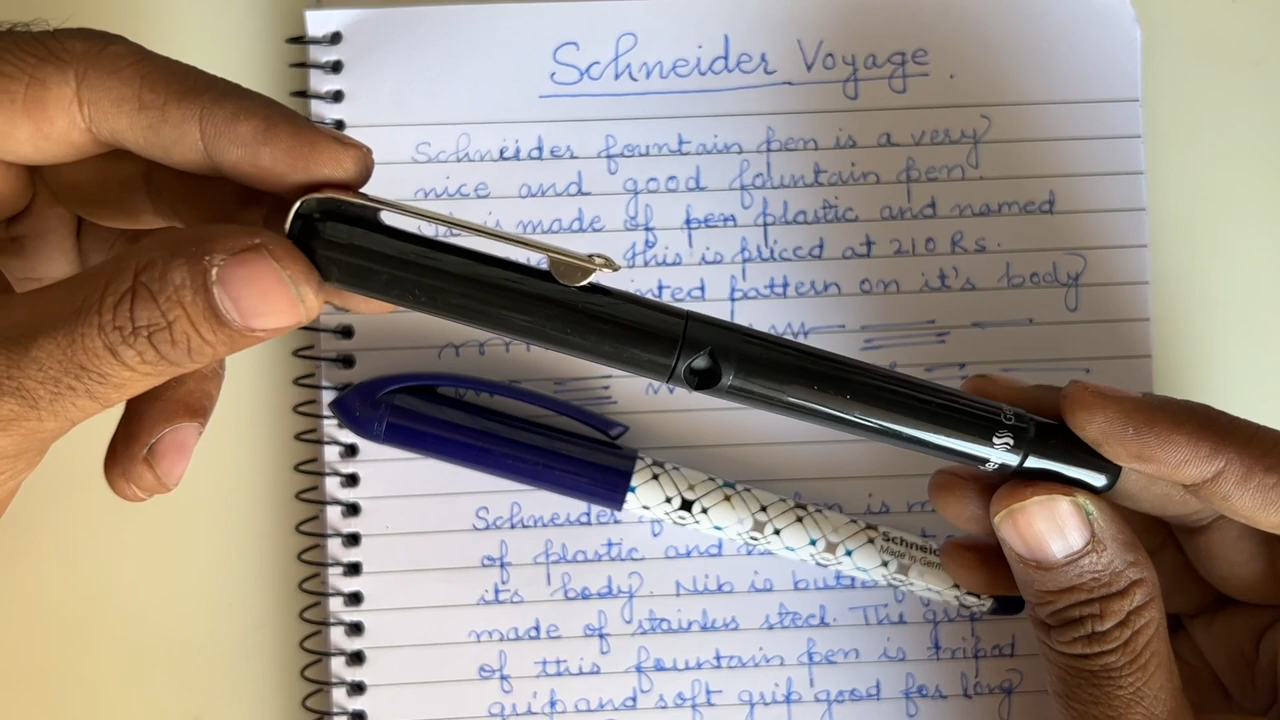 Schneider Voyage.
Schneider fountain pen is a very
nice and good fountain pen.
is made of pen plastic and named
This is priced at 210 Rs.
pattern on it's body
Schneider
of plastic and
its body. Nib is
made of stainless steel. The grip
of this fountain pen is tripod
grip and soft grip good for long
Schneid
Made in Germ